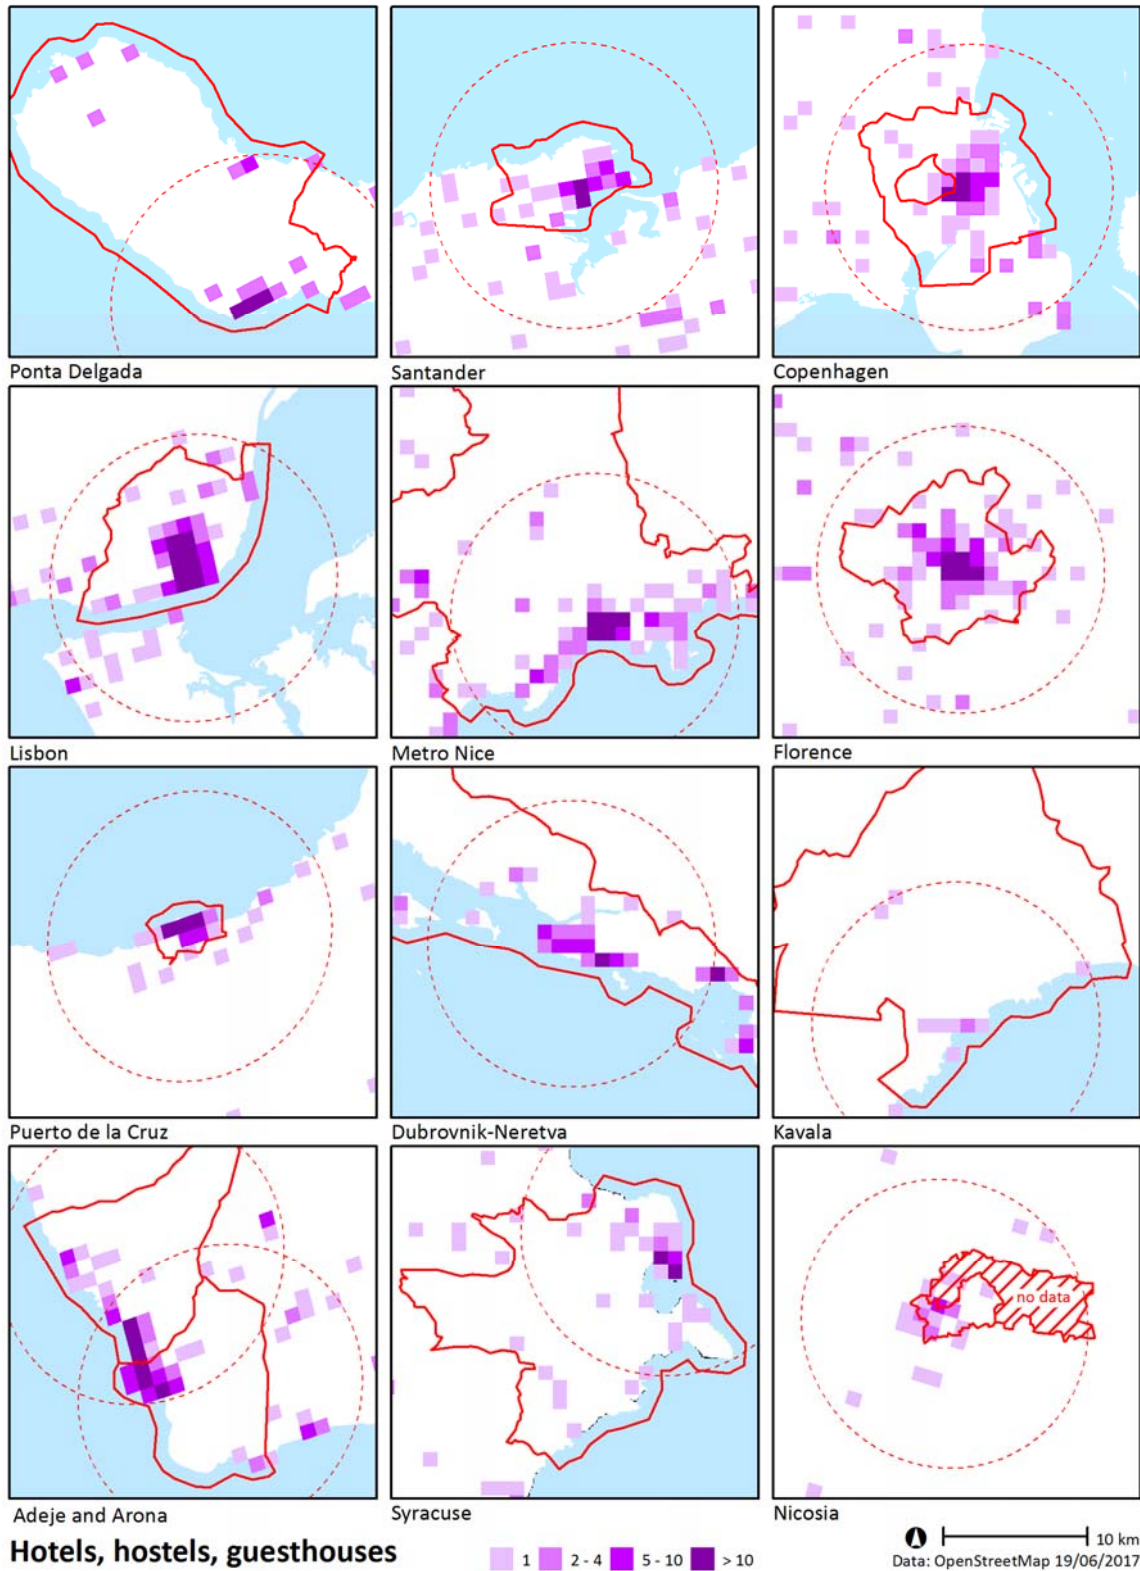 Ponta Delgada
Santander
Copenhagen
Lisbon
Metro Nice
Florence
Puerto de la Cruz
Dubrovnik-Neretva
Kavala
no data
Adeje and Arona
Syracuse
Nicosia
Hotels, hostels, guesthouses
1 2 - 4 5 - 10 > 10
10 km
Data: OpenStreetMap 19/06/2017